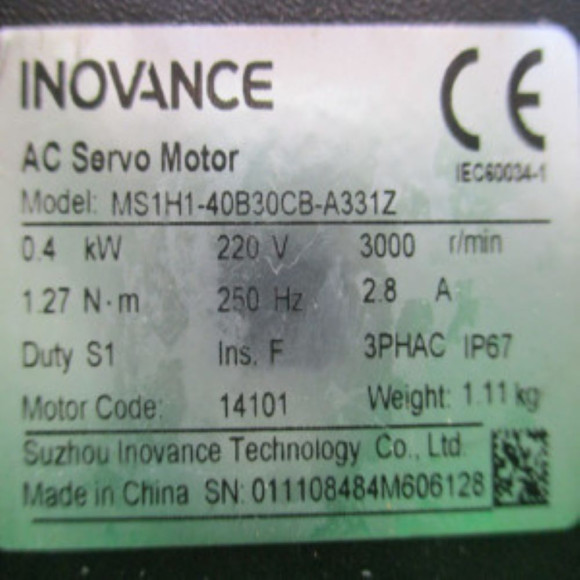 INOVANCE
CE
AC Servo Motor
IEC60034-1
Model: MS1H1-40B30CB-A331Z
0.4 kW 220 V 3000 r/min
1.27 N·m 250 Hz 2.8 A
Duty S1 Ins. F 3PHAC IP67
Motor Code: 14101 Weight: 1.11 kg
Suzhou Inovance Technology Co., Ltd.
Made in China SN: 011108484M606128